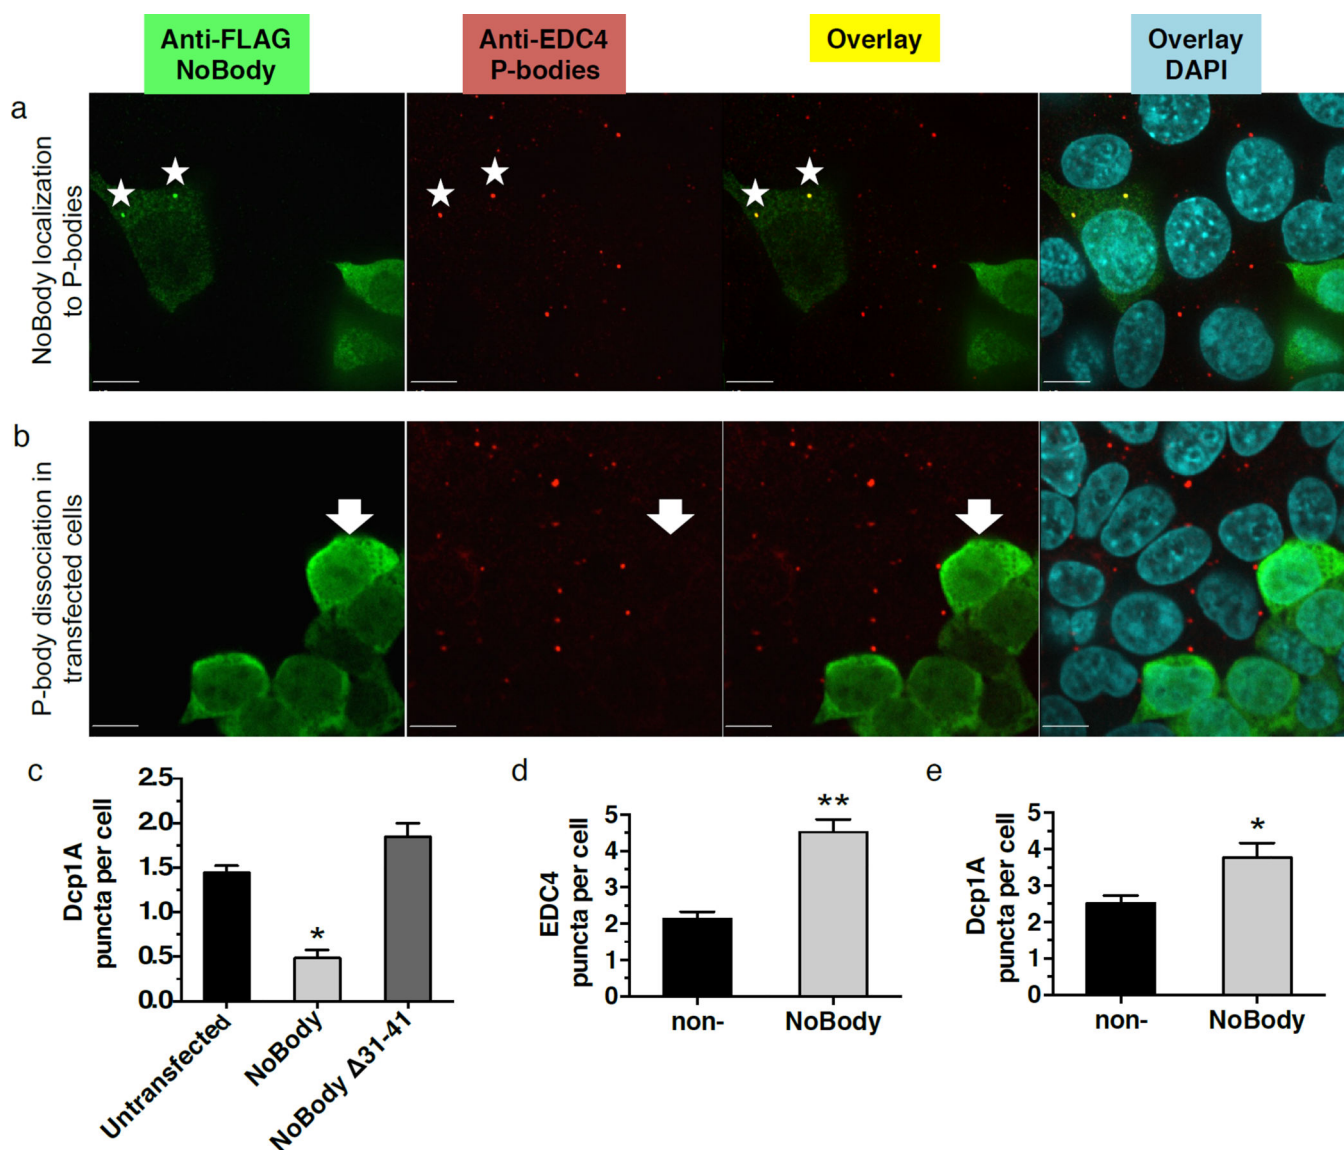 Anti-FLAG
NoBody
Anti-EDC4
P-bodies
Overlay
Overlay
DAPI
a
NoBody localization
to P-bodies
b
P-body dissociation in
transfected cells
c
Dcp1A
puncta per cell
2.5
2.0
1.5
1.0
0.5
0.0
*
Untransfected
NoBody
NoBody Δ31-41
d
EDC4
puncta per cell
5
4
3
2
1
0
**
non-
NoBody
e
Dcp1A
puncta per cell
5
4
3
2
1
0
*
non-
NoBody